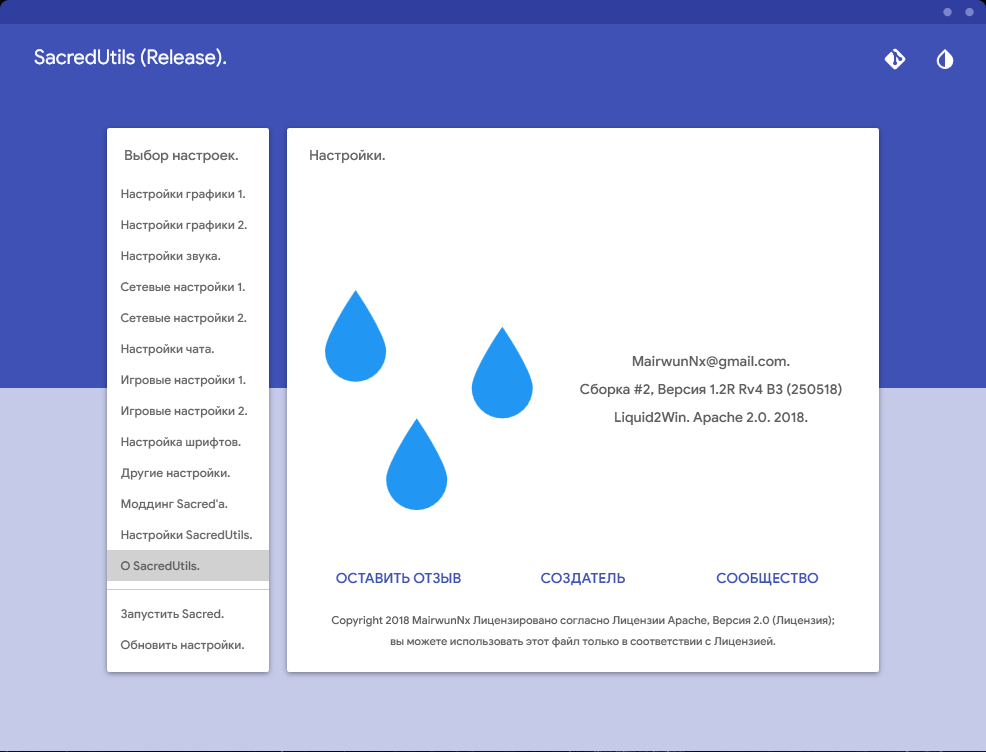 SacredUtils (Release).
Выбор настроек.
Настройки графики 1.
Настройки графики 2.
Настройки звука.
Сетевые настройки 1.
Сетевые настройки 2.
Настройки чата.
Игровые настройки 1.
Игровые настройки 2.
Настройка шрифтов.
Другие настройки.
Моддинг Sacred'а.
Настройки SacredUtils.
О SacredUtils.
Запустить Sacred.
Обновить настройки.
Настройки.
MairwunNx@gmail.com.
Сборка #2, Версия 1.2R Rv4 B3 (250518)
Liquid2Win. Apache 2.0. 2018.
ОСТАВИТЬ ОТЗЫВ
СОЗДАТЕЛЬ
СООБЩЕСТВО
Copyright 2018 MairwunNx Лицензировано согласно Лицензии Apache, Версия 2.0 (Лицензия);
вы можете использовать этот файл только в соответствии с Лицензией.